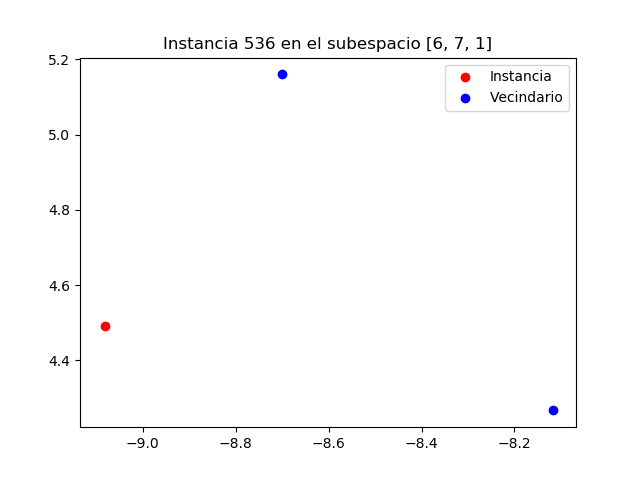 Instancia 536 en el subespacio [6, 7, 1]
Instancia
Vecindario
5.2
5.0
4.8
4.6
4.4
−9.0 −8.8 −8.6 −8.4 −8.2